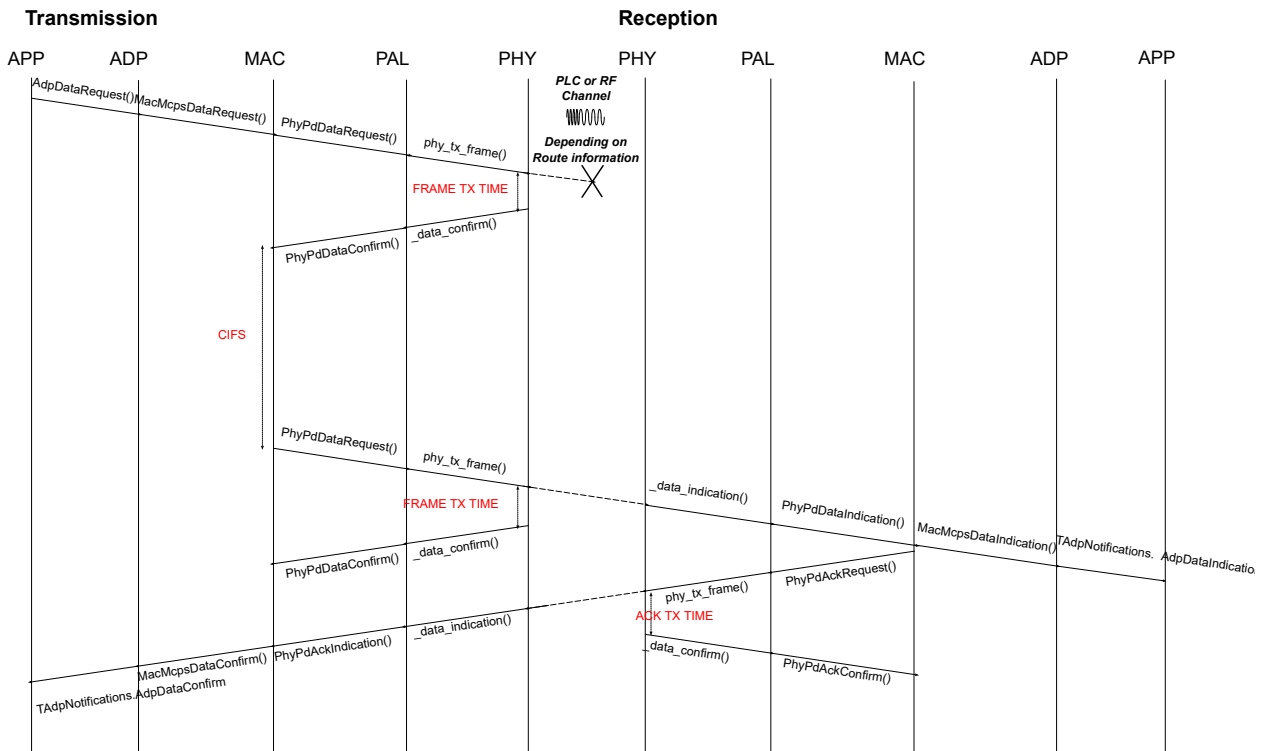 Transmission
Reception
APP
ADP
MAC
PAL
PHY
PHY
PAL
MAC
ADP
APP
PLC or RF
Channel
Depending on
Route information
AdpDataRequest()
MacMcpsDataRequest()
PhyPdDataRequest()
phy_tx_frame()
FRAME TX TIME
_data_confirm()
PhyPdDataConfirm()
CIFS
PhyPdDataRequest()
phy_tx_frame()
FRAME TX TIME
_data_indication()
PhyPdDataIndication()
MacMcpsDataIndication()
TAdpNotifications.
AdpDataIndicatio
_data_confirm()
PhyPdDataConfirm()
PhyPdAckRequest()
phy_tx_frame()
ACK TX TIME
_data_indication()
PhyPdAckIndication()
MacMcpsDataConfirm()
TAdpNotifications.AdpDataConfirm
_data_confirm()
PhyPdAckConfirm()